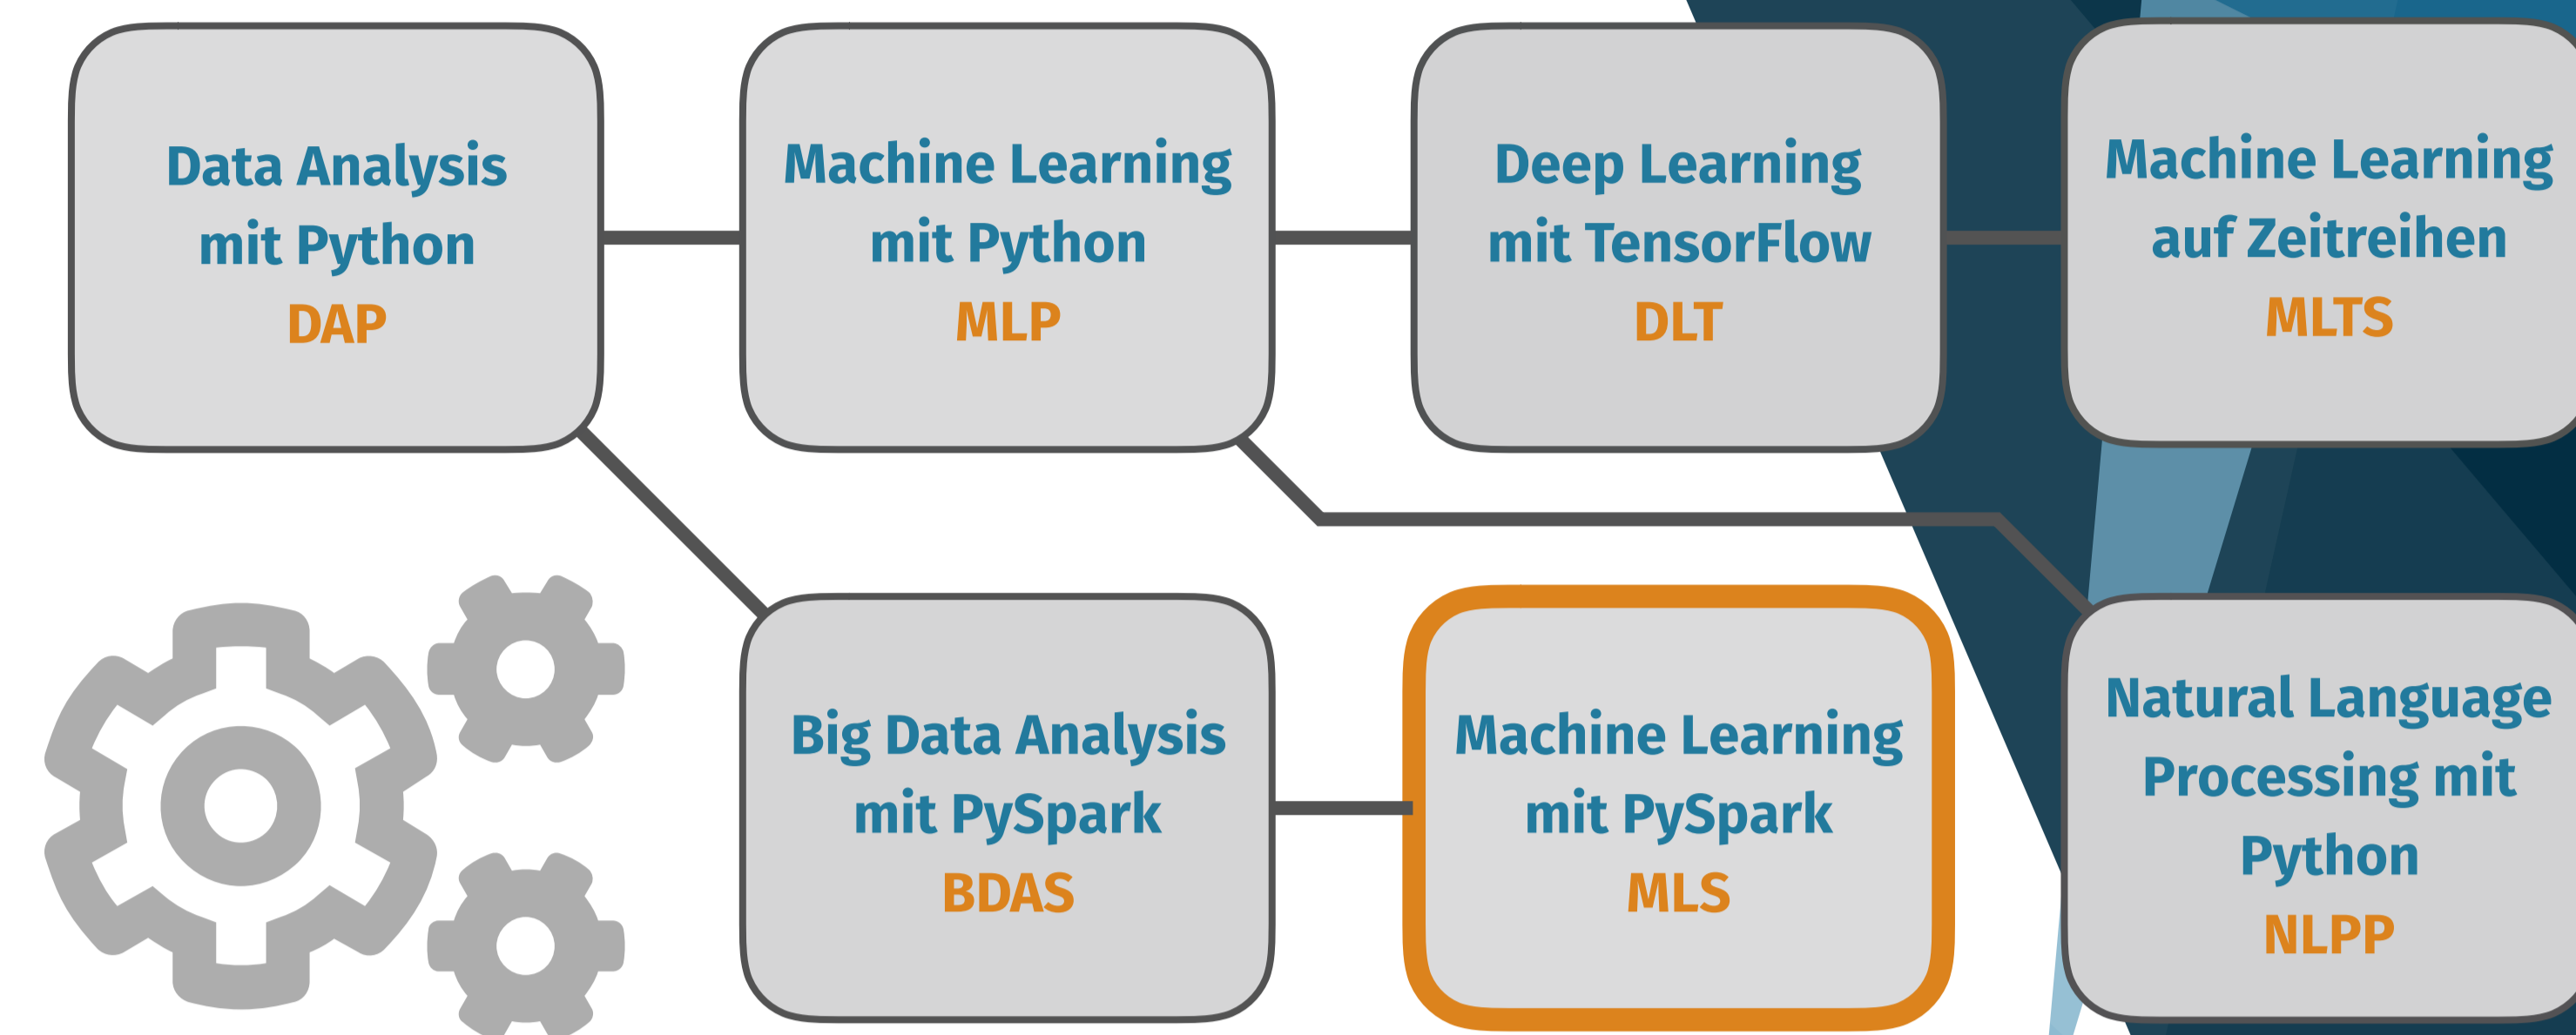 Data Analysis
mit Python
DAP
Machine Learning
mit Python
MLP
Deep Learning
mit TensorFlow
DLT
Machine Learning
auf Zeitreihen
MLTS
Big Data Analysis
mit PySpark
BDAS
Machine Learning
mit PySpark
MLS
Natural Language
Processing mit
Python
NLPP